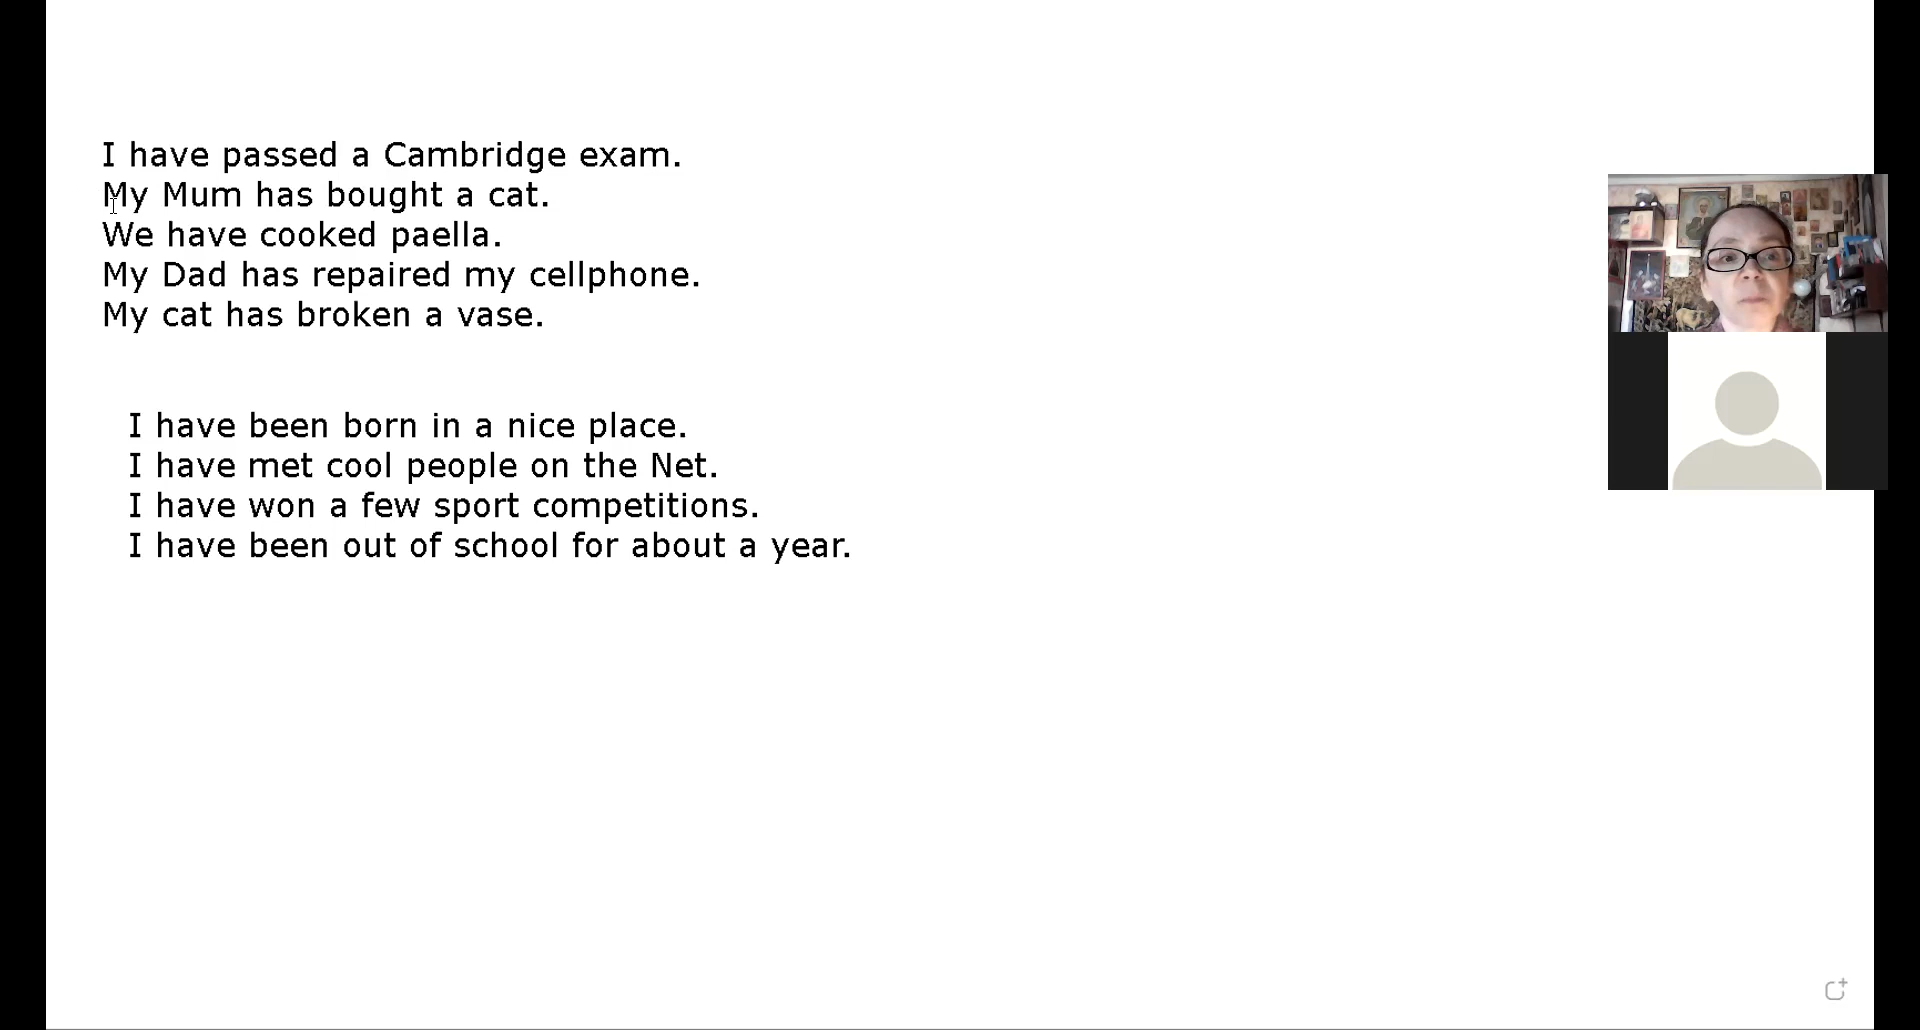 I have passed a Cambridge exam.
My Mum has bought a cat.
We have cooked paella.
My Dad has repaired my cellphone.
My cat has broken a vase.
I have been born in a nice place.
I have met cool people on the Net.
I have won a few sport competitions.
I have been out of school for about a year.